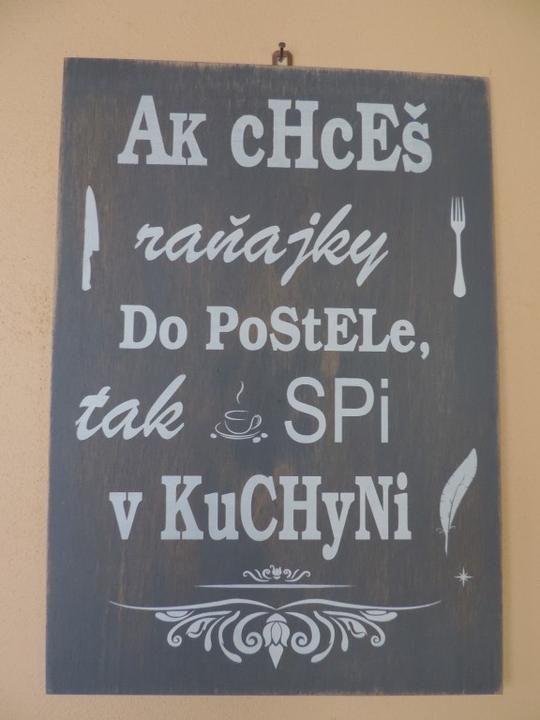 AK cHcEŠ
raňajky
Do PoStELe,
tak SPi
v KuCHyNi